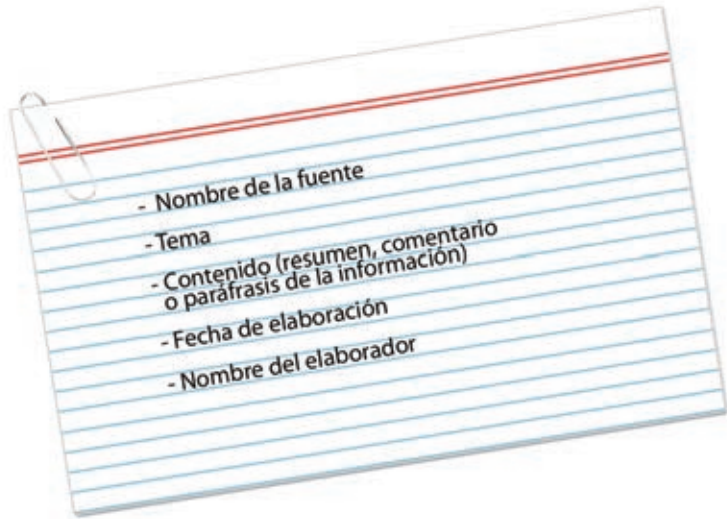 - Nombre de la fuente
- Tema
- Contenido (resumen, comentario
o paráfrasis de la información)
- Fecha de elaboración
- Nombre del elaborador